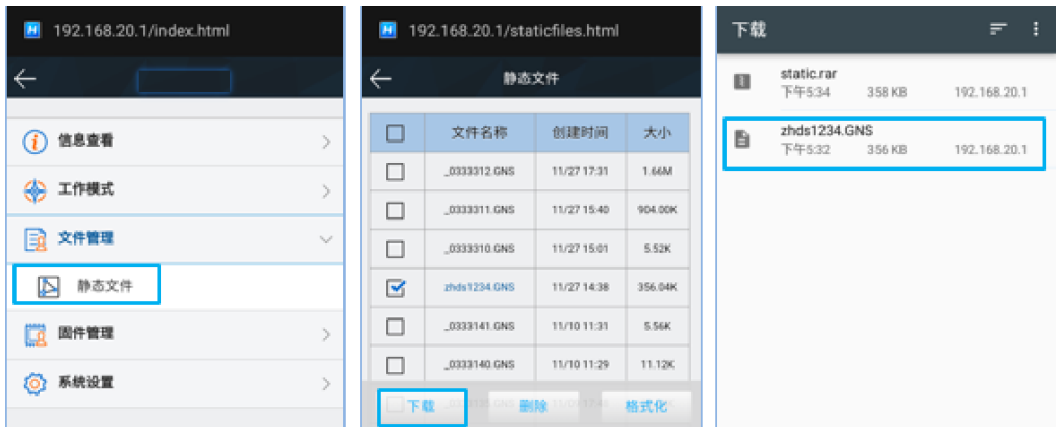 192.168.20.1/index.html
信息查看
工作模式
文件管理
静态文件
固件管理
系统设置
192.168.20.1/staticfiles.html
静态文件
文件名称 创建时间 大小
_0333312.GNS 11/27 17:31 1.66M
_0333311.GNS 11/27 15:40 904.00K
_0333310.GNS 11/27 15:01 5.52K
zhds1234.GNS 11/27 14:38 356.04K
_0333141.GNS 11/10 11:31 5.56K
_0333140.GNS 11/10 11:29 11.12K
下载 删除 格式化
下载
static.rar
下午5:34 358 KB 192.168.20.1
zhds1234.GNS
下午5:32 356 KB 192.168.20.1